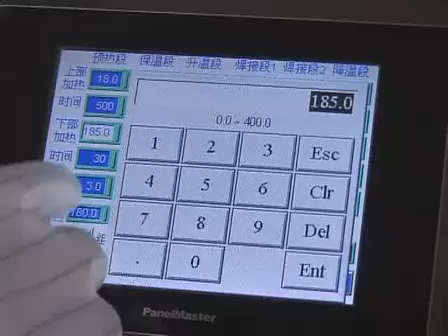 预热段 保温段 升温段 焊接段1 焊接段2 降温段
上部加热 18.0
时间 500
下部加热 185.0
时间 30
3.0
180.0
185.0
0.0 ~ 400.0
1 2 3 Esc
4 5 6 Clr
7 8 9 Del
. 0 Ent
PanelMaster